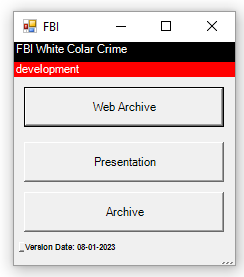 FBI
FBI White Colar Crime
development
Web Archive
Presentation
Archive
_Version Date: 08-01-2023